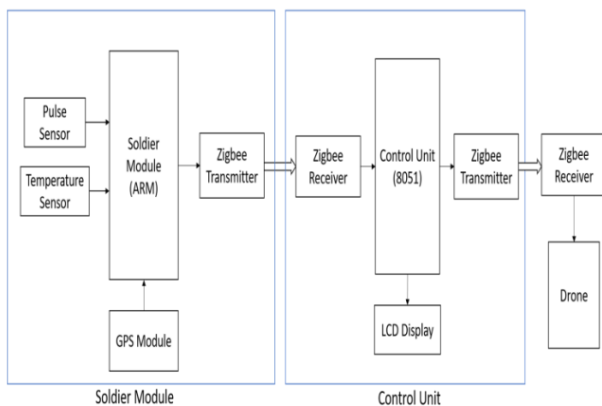 Pulse
Sensor
Temperature
Sensor
Soldier
Module
(ARM)
GPS Module
Zigbee
Transmitter
Zigbee
Receiver
Control Unit
(8051)
LCD Display
Zigbee
Transmitter
Zigbee
Receiver
Drone
Soldier Module
Control Unit